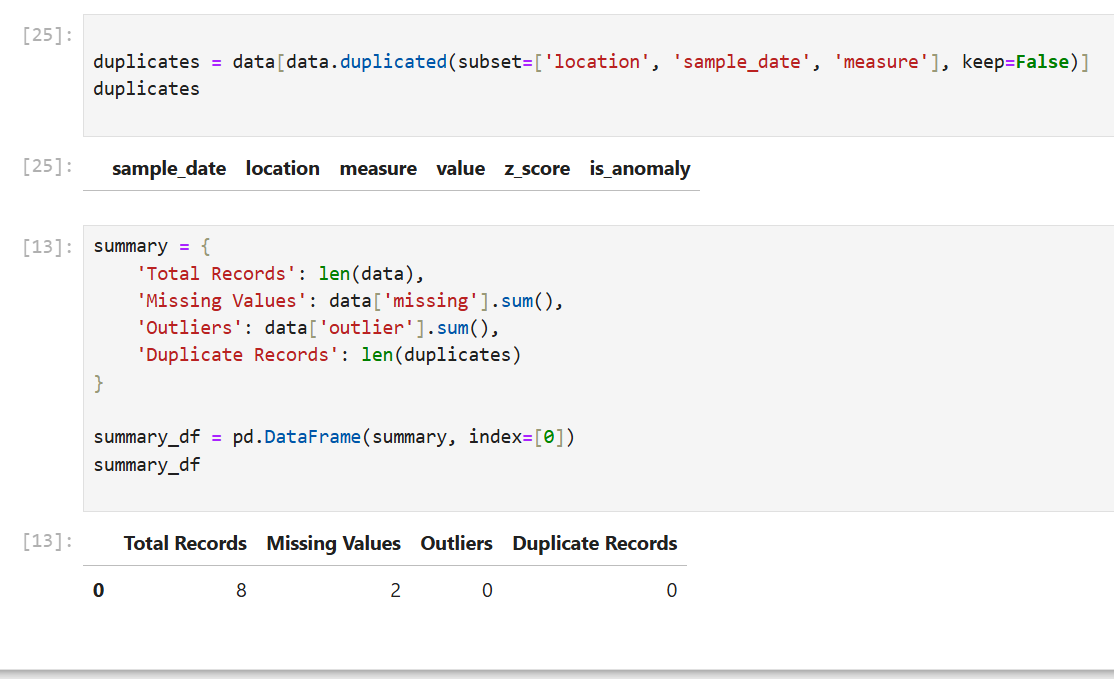 [25]:
duplicates = data[data.duplicated(subset=['location', 'sample_date', 'measure'], keep=False)]
duplicates
[25]: sample_date location measure value z_score is_anomaly
[13]: summary = {
    'Total Records': len(data),
    'Missing Values': data['missing'].sum(),
    'Outliers': data['outlier'].sum(),
    'Duplicate Records': len(duplicates)
}
summary_df = pd.DataFrame(summary, index=[0])
summary_df
[13]: Total Records Missing Values Outliers Duplicate Records
0 8 2 0 0